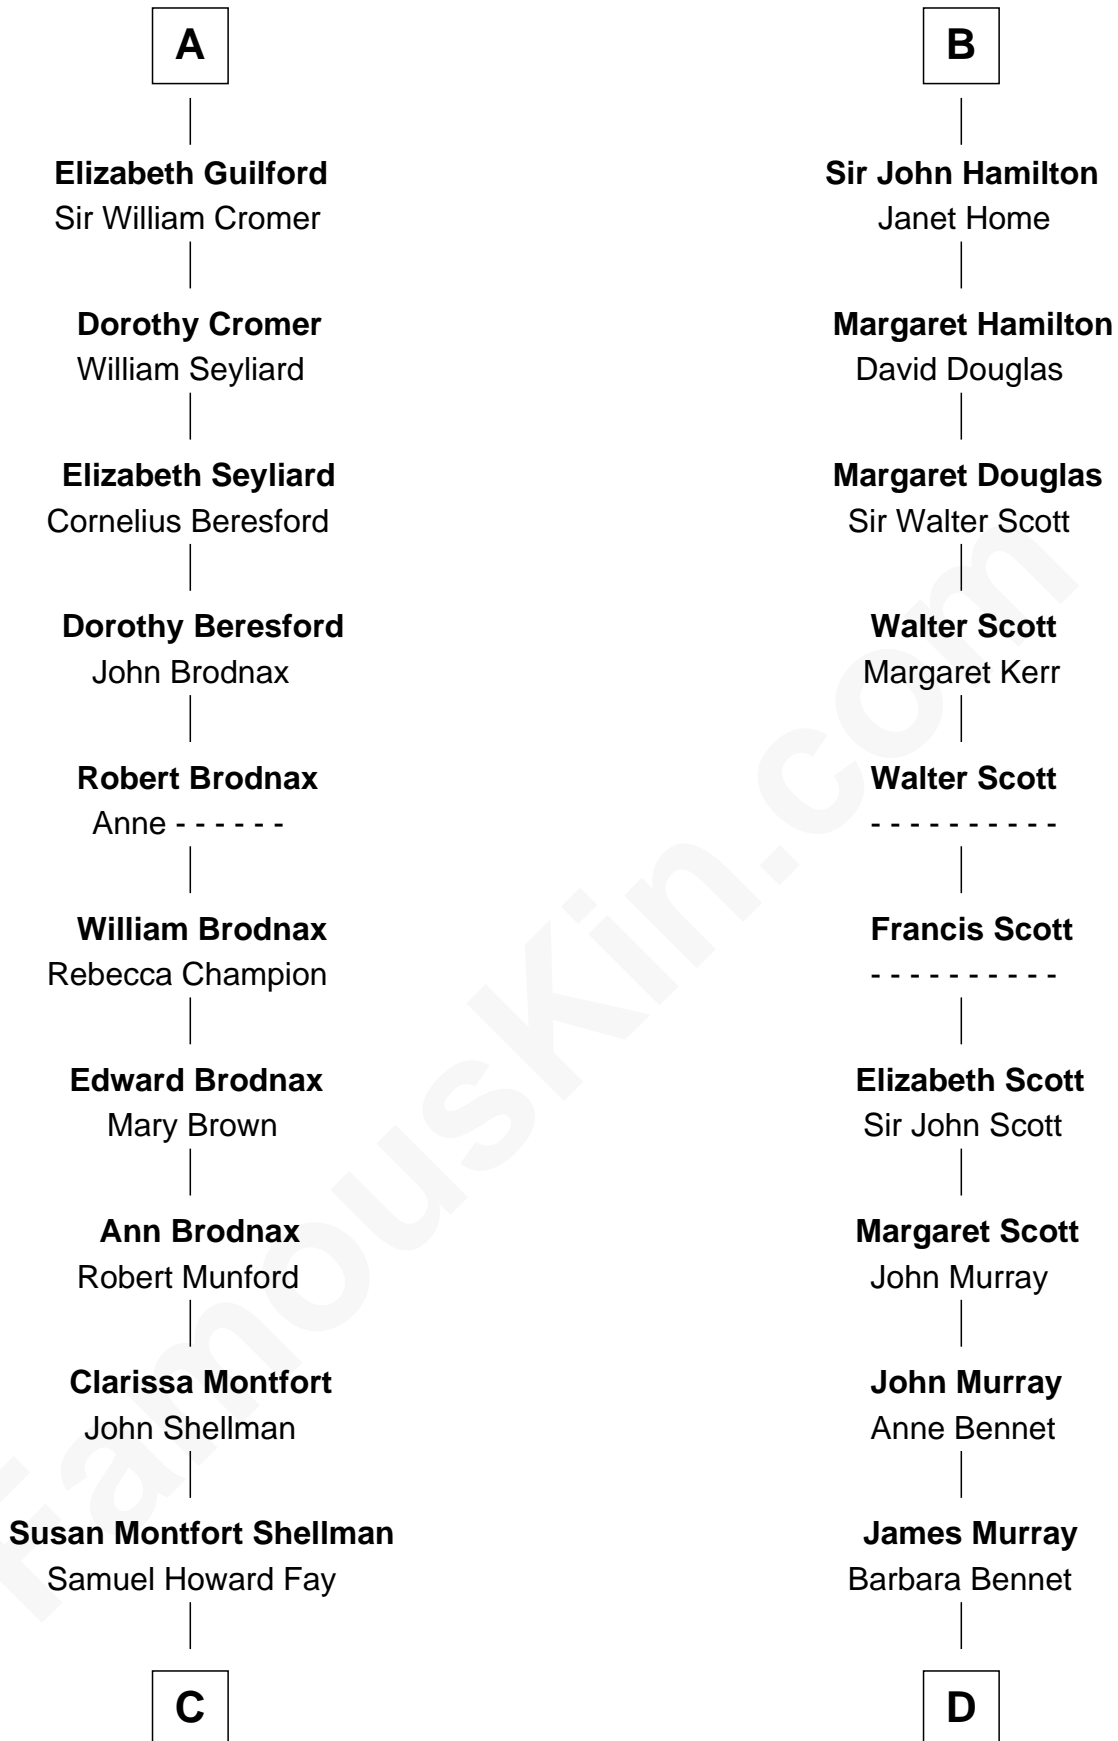 A
Elizabeth Guilford
Sir William Cromer
Dorothy Cromer
William Seyliard
Elizabeth Seyliard
Cornelius Beresford
Dorothy Beresford
John Brodnax
Robert Brodnax
Anne - - - - - -
William Brodnax
Rebecca Champion
Edward Brodnax
Mary Brown
Ann Brodnax
Robert Munford
Clarissa Montfort
John Shellman
Susan Montfort Shellman
Samuel Howard Fay
C
B
Sir John Hamilton
Janet Home
Margaret Hamilton
David Douglas
Margaret Douglas
Sir Walter Scott
Walter Scott
Margaret Kerr
Walter Scott
- - - - - - - - - -
Francis Scott
- - - - - - - - - -
Elizabeth Scott
Sir John Scott
Margaret Scott
John Murray
John Murray
Anne Bennet
James Murray
Barbara Bennet
D
FamousKin.com